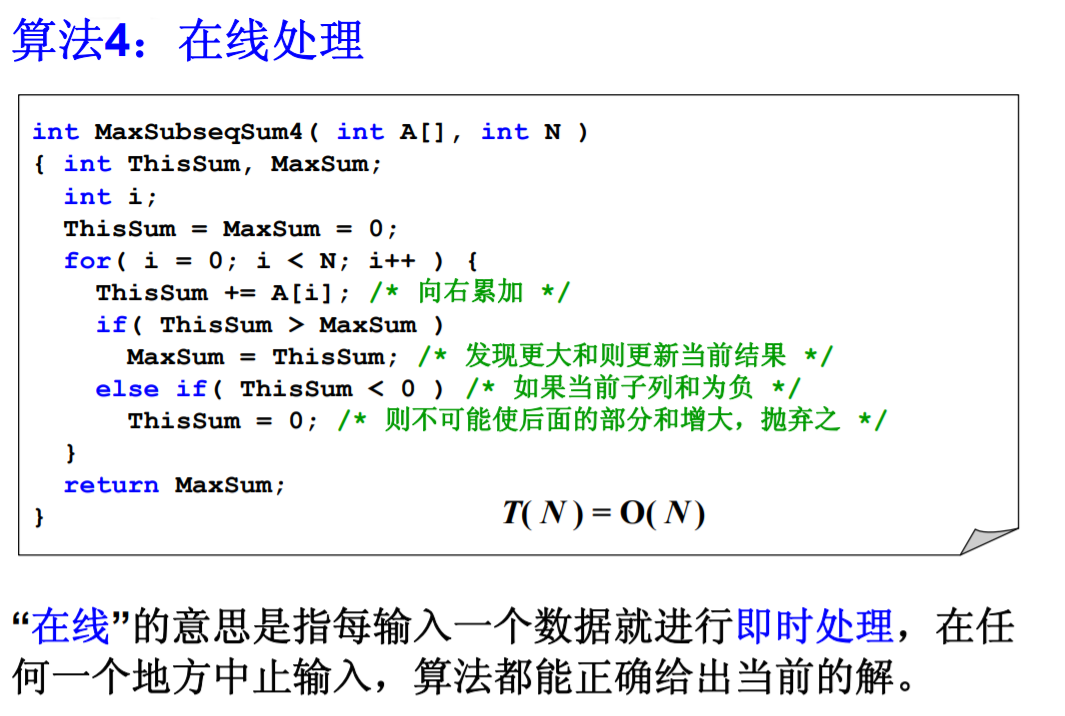 算法4：在线处理
int MaxSubseqSum4( int A[], int N )
{ int ThisSum, MaxSum;
int i;
ThisSum = MaxSum = 0;
for( i = 0; i < N; i++ ) {
ThisSum += A[i]; /* 向右累加 */
if( ThisSum > MaxSum )
MaxSum = ThisSum; /* 发现更大和则更新当前结果 */
else if( ThisSum < 0 ) /* 如果当前子列和为负 */
ThisSum = 0; /* 则不可能使后面的部分和增大，抛弃之 */
}
return MaxSum;
}
T( N ) = O( N )
“在线”的意思是指每输入一个数据就进行即时处理，在任
何一个地方中止输入，算法都能正确给出当前的解。